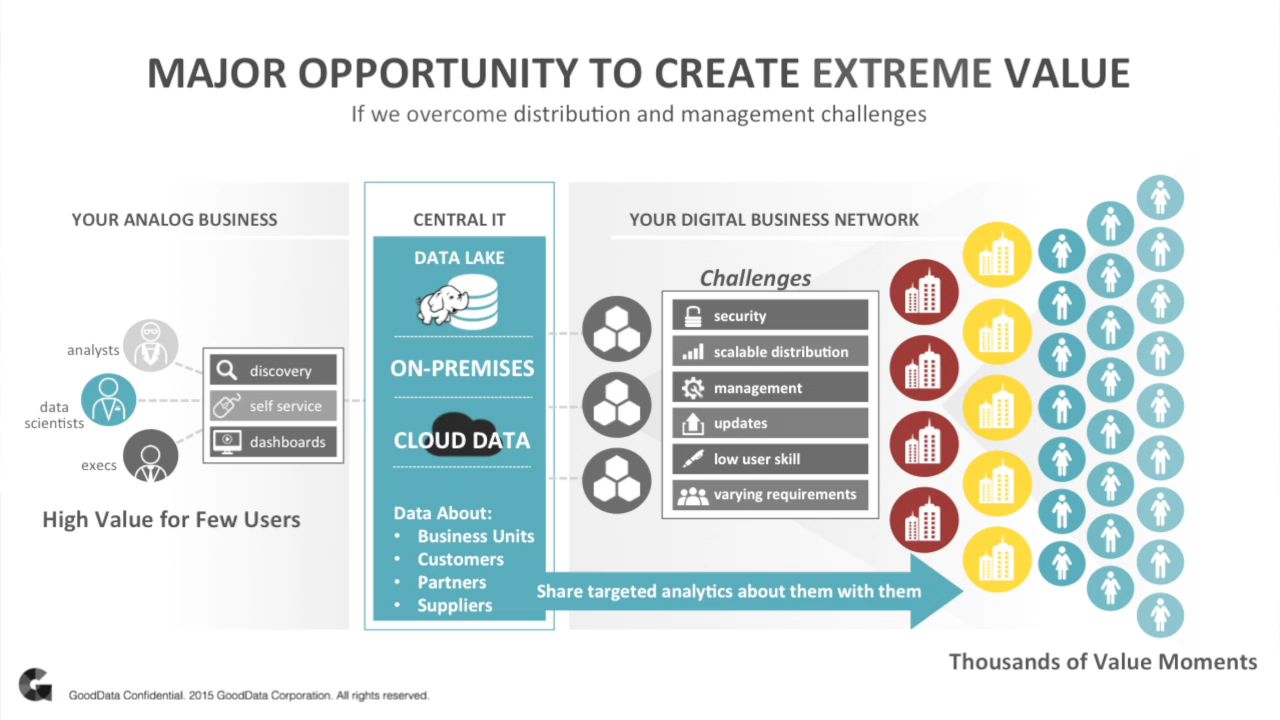 MAJOR OPPORTUNITY TO CREATE EXTREME VALUE
If we overcome distribution and management challenges
YOUR ANALOG BUSINESS
analysts
data
scientists
execs
discovery
self service
dashboards
High Value for Few Users
CENTRAL IT
DATA LAKE
ON-PREMISES
CLOUD DATA
Data About:
• Business Units
• Customers
• Partners
• Suppliers
YOUR DIGITAL BUSINESS NETWORK
Challenges
security
scalable distribution
management
updates
low user skill
varying requirements
Share targeted analytics about them with them
Thousands of Value Moments
GoodData Confidential. 2015 GoodData Corporation. All rights reserved.